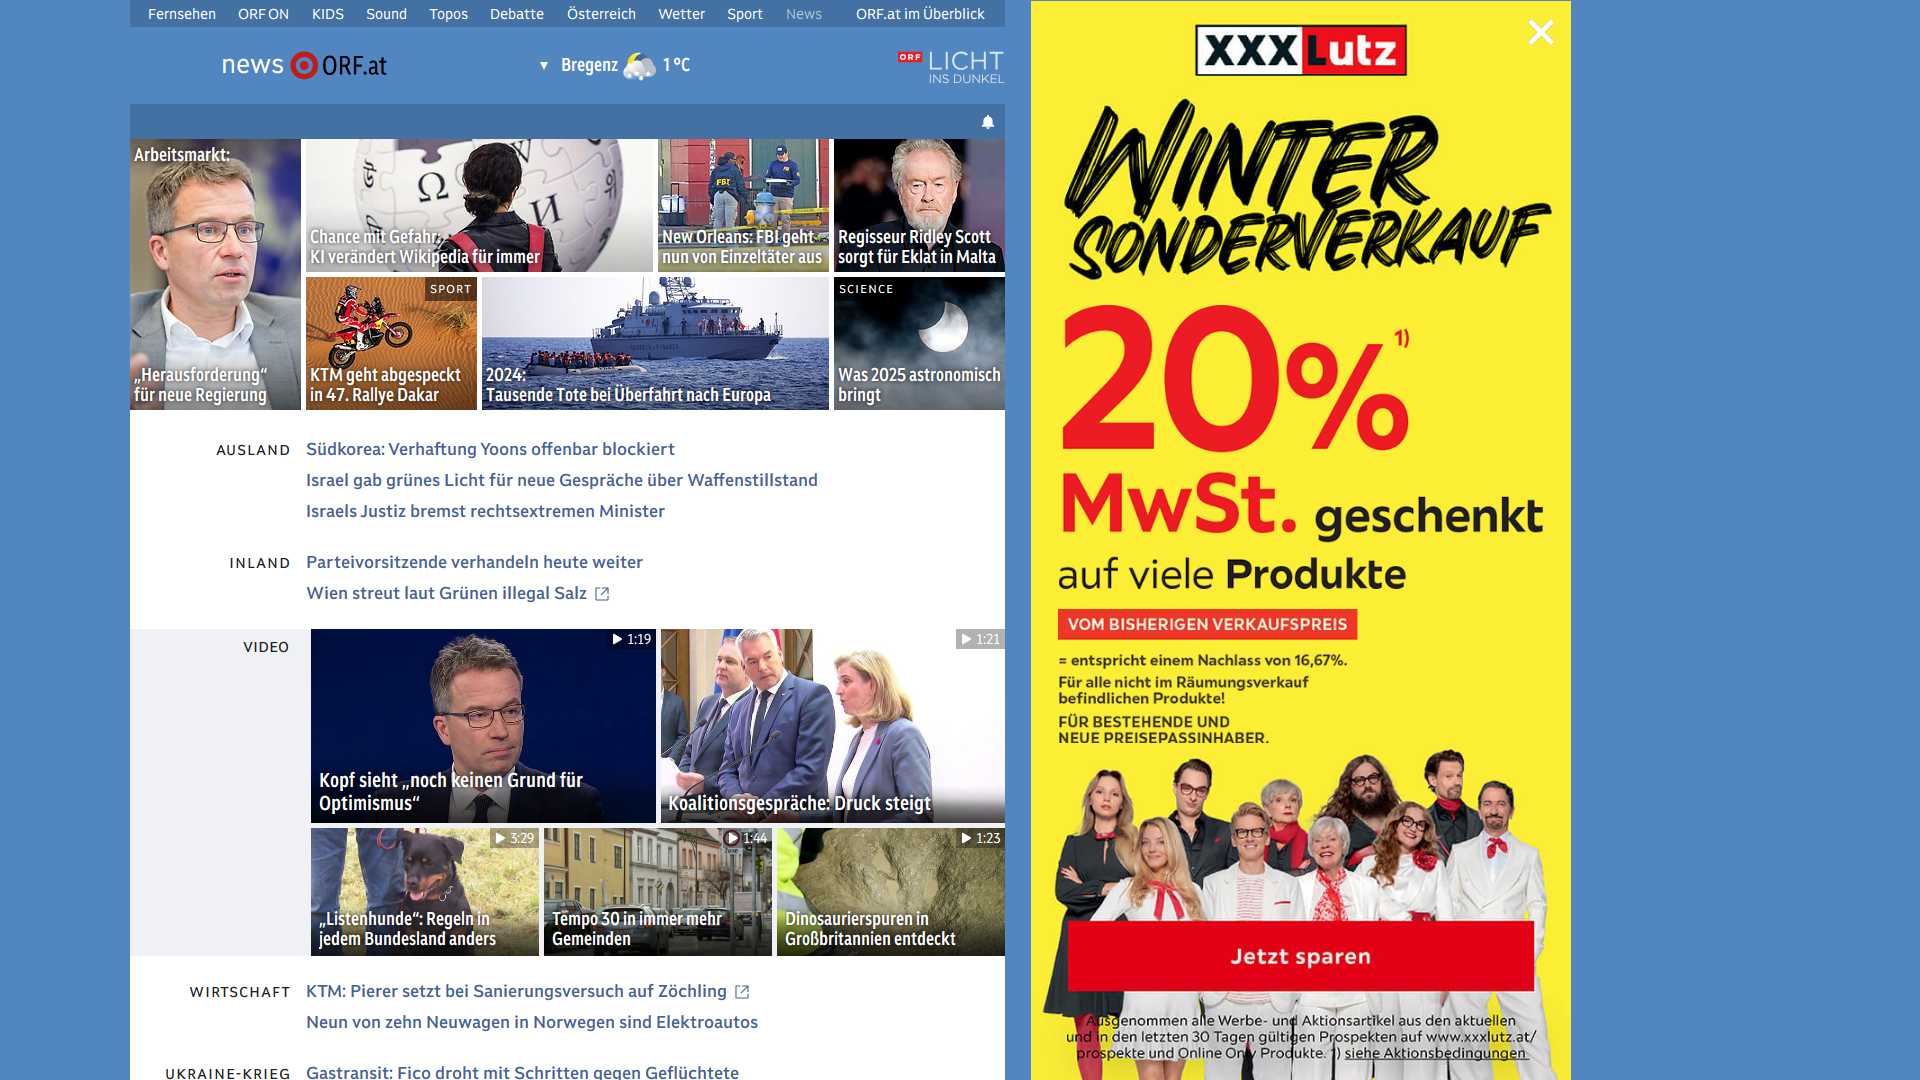 Fernsehen ORF ON KIDS Sound Topos Debatte Österreich Wetter Sport News ORF.at im Überblick
news ORF.at
Bregenz 1 °C
ORF LICHT
INS DUNKEL
Arbeitsmarkt:
„Herausforderung“
für neue Regierung
Chance mit Gefahr:
KI verändert Wikipedia für immer
FBI
New Orleans: FBI geht
nun von Einzeltäter aus
Regisseur Ridley Scott
sorgt für Eklat in Malta
SPORT
KTM geht abgespeckt
in 47. Rallye Dakar
2024:
Tausende Tote bei Überfahrt nach Europa
SCIENCE
Was 2025 astronomisch
bringt
AUSLAND
Südkorea: Verhaftung Yoons offenbar blockiert
Israel gab grünes Licht für neue Gespräche über Waffenstillstand
Israels Justiz bremst rechtsextremen Minister
INLAND
Parteivorsitzende verhandeln heute weiter
Wien streut laut Grünen illegal Salz
VIDEO
1:19
Kopf sieht „noch keinen Grund für
Optimismus“
1:21
Koalitionsgespräche: Druck steigt
3:29
„Listenhunde“: Regeln in
jedem Bundesland anders
1:44
Tempo 30 in immer mehr
Gemeinden
1:23
Dinosaurierspuren in
Großbritannien entdeckt
WIRTSCHAFT
KTM: Pierer setzt bei Sanierungsversuch auf Zöchling
Neun von zehn Neuwagen in Norwegen sind Elektroautos
UKRAINE-KRIEG
Gastransit: Fico droht mit Schritten gegen Geflüchtete
XXXLutz
WINTER
SONDERVERKAUF
20% 1)
MwSt. geschenkt
auf viele Produkte
VOM BISHERIGEN VERKAUFSPREIS
= entspricht einem Nachlass von 16,67%.
Für alle nicht im Räumungsverkauf
befindlichen Produkte!
FÜR BESTEHENDE UND
NEUE PREISEPASSINHABER.
Jetzt sparen
Ausgenommen alle Werbe- und Aktionsartikel aus den aktuellen
und in den letzten 30 Tagen gültigen Prospekten auf www.xxxlutz.at/
prospekte und Online Only Produkte. 1) siehe Aktionsbedingungen